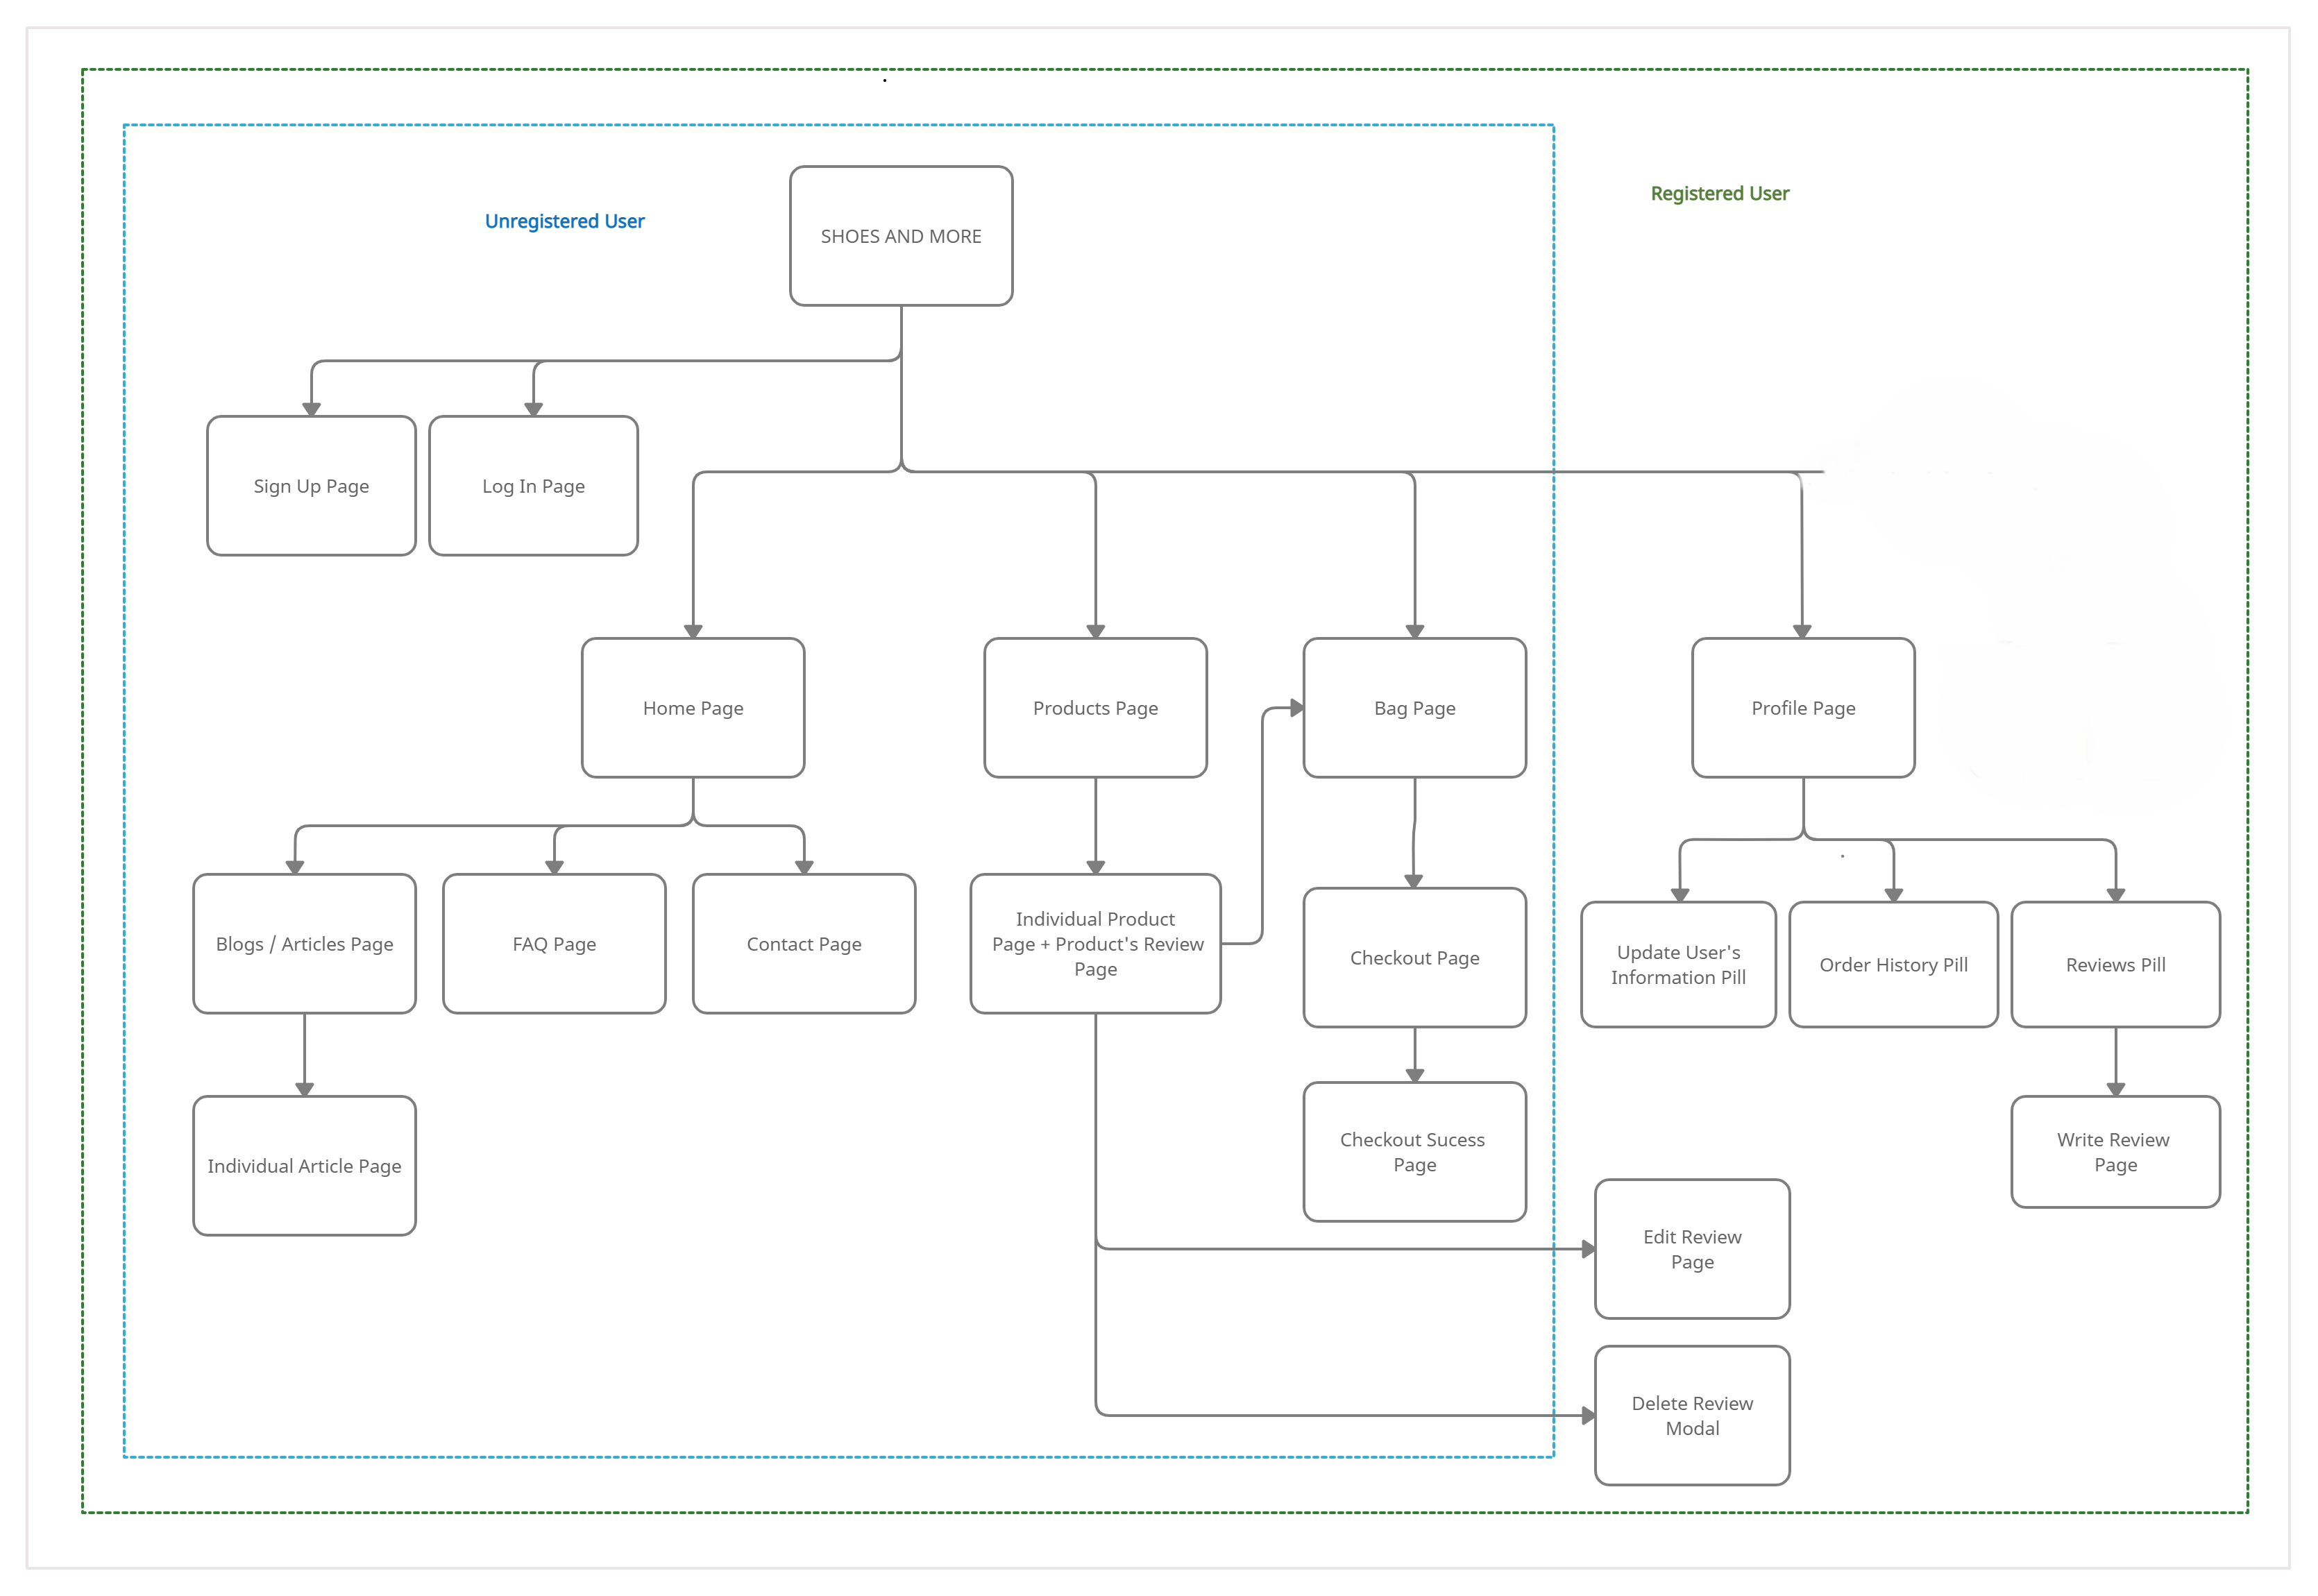 Registered User
Unregistered User
SHOES AND MORE
Sign Up Page
Log In Page
Home Page
Products Page
Bag Page
Profile Page
Blogs / Articles Page
FAQ Page
Contact Page
Individual Product
Page + Product's Review
Page
Checkout Page
Update User's
Information Pill
Order History Pill
Reviews Pill
Individual Article Page
Checkout Sucess
Page
Write Review
Page
Edit Review
Page
Delete Review
Modal